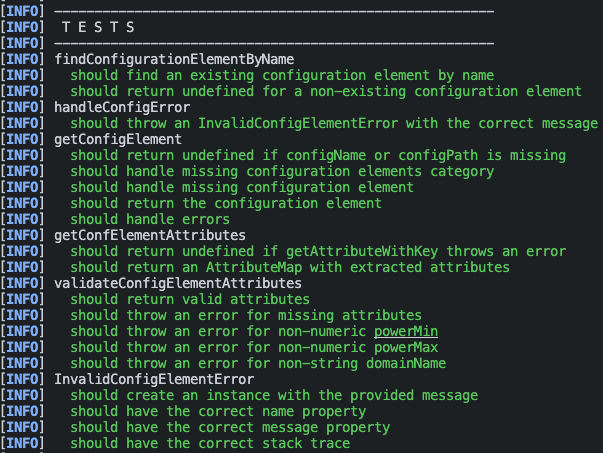 [INFO] -------------------------------------------------------
[INFO]  T E S T S
[INFO] -------------------------------------------------------
[INFO] findConfigurationElementByName
[INFO]   should find an existing configuration element by name
[INFO]   should return undefined for a non-existing configuration element
[INFO] handleConfigError
[INFO]   should throw an InvalidConfigElementError with the correct message
[INFO] getConfigElement
[INFO]   should return undefined if configName or configPath is missing
[INFO]   should handle missing configuration elements category
[INFO]   should handle missing configuration element
[INFO]   should return the configuration element
[INFO]   should handle errors
[INFO] getConfElementAttributes
[INFO]   should return undefined if getAttributeWithKey throws an error
[INFO]   should return an AttributeMap with extracted attributes
[INFO] validateConfigElementAttributes
[INFO]   should return valid attributes
[INFO]   should throw an error for missing attributes
[INFO]   should throw an error for non-numeric powerMin
[INFO]   should throw an error for non-numeric powerMax
[INFO]   should throw an error for non-string domainName
[INFO] InvalidConfigElementError
[INFO]   should create an instance with the provided message
[INFO]   should have the correct name property
[INFO]   should have the correct message property
[INFO]   should have the correct stack trace